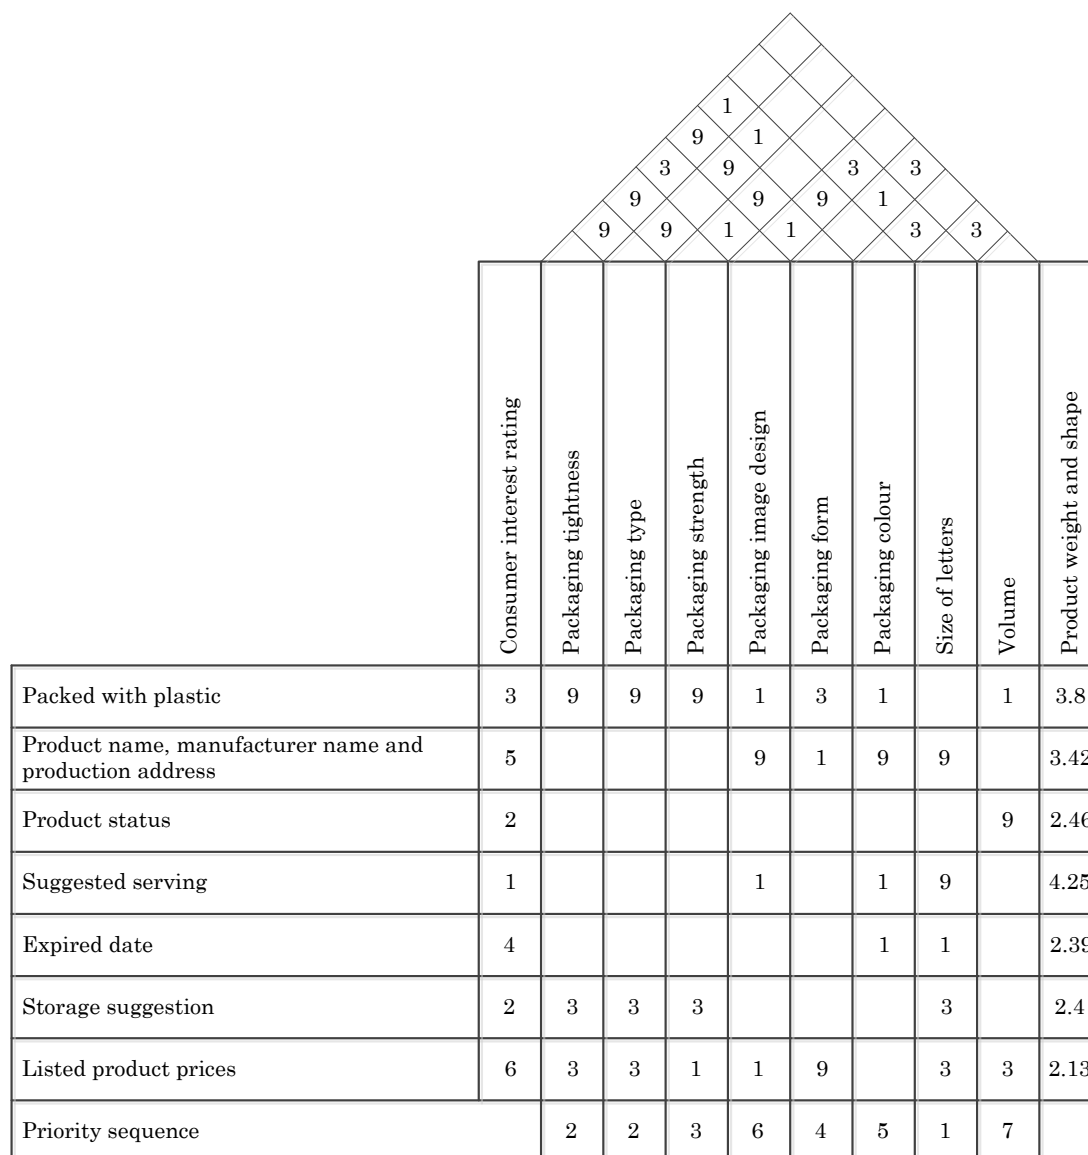 1
9 1
3 9 3 3
9 9 9 1
9 9 1 1 3 3
Consumer interest rating
Packaging tightness
Packaging type
Packaging strength
Packaging image design
Packaging form
Packaging colour
Size of letters
Volume
Product weight and shape
Packed with plastic 3 9 9 9 1 3 1 1 3.8
Product name, manufacturer name and
production address 5 9 1 9 9 3.42
Product status 2 9 2.46
Suggested serving 1 1 1 9 4.25
Expired date 4 1 1 2.39
Storage suggestion 2 3 3 3 3 2.4
Listed product prices 6 3 3 1 1 9 3 3 2.13
Priority sequence 2 2 3 6 4 5 1 7